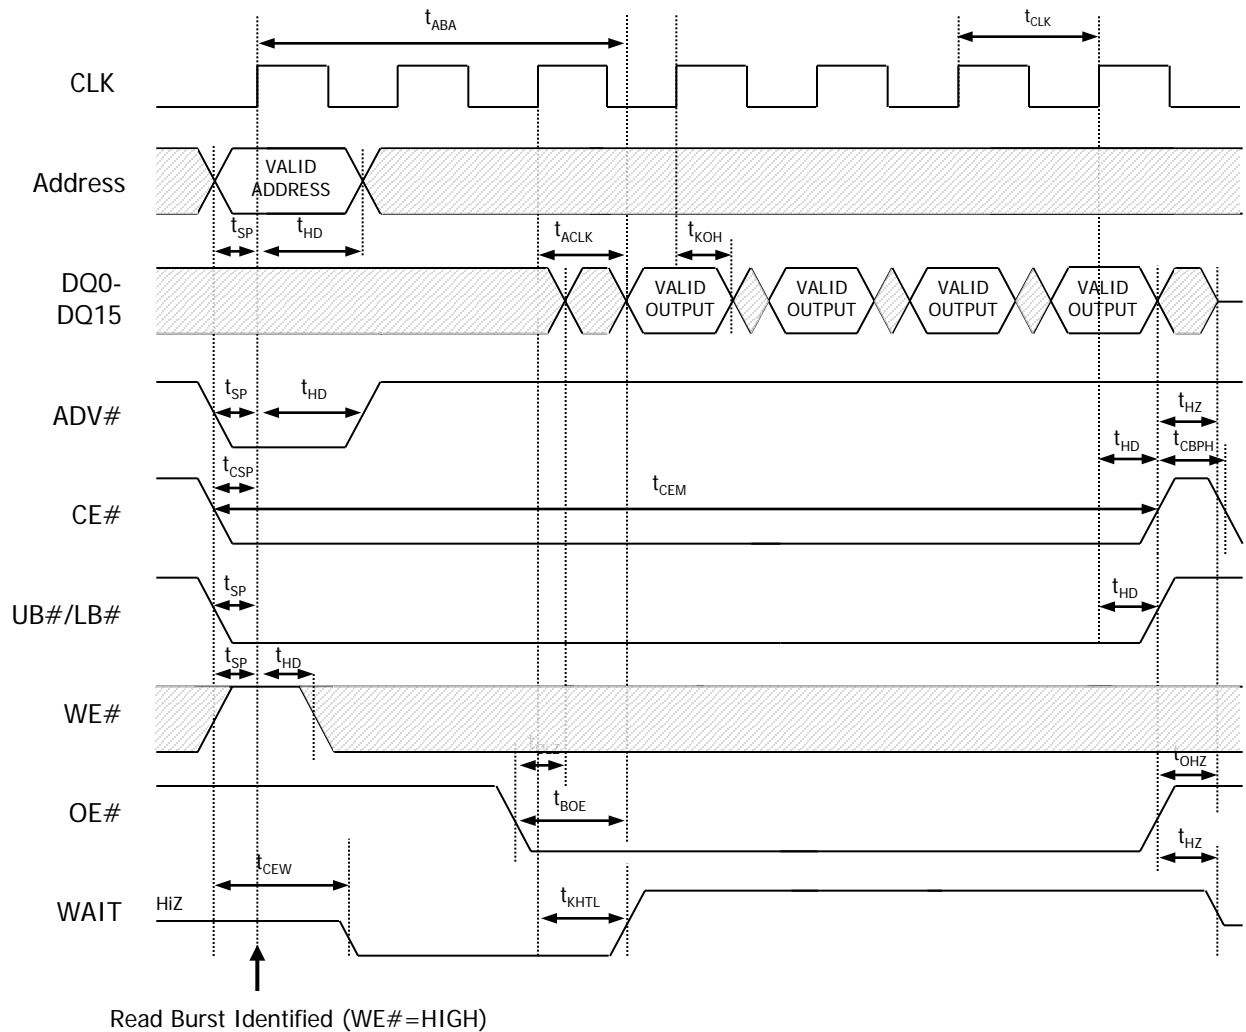 tABA
tCLK
CLK
Address
VALID
ADDRESS
tSP
tHD
tACLK
tKOH
DQ0-
DQ15
VALID
OUTPUT
VALID
OUTPUT
VALID
OUTPUT
VALID
OUTPUT
ADV#
tSP
tHD
tHZ
tHD
tCBPH
tCSP
CE#
tCEM
UB#/LB#
tSP
tHD
tSP
tHD
WE#
tOHZ
OE#
tBOE
tHZ
tCEW
WAIT
HiZ
tKHTL
Read Burst Identified (WE#=HIGH)